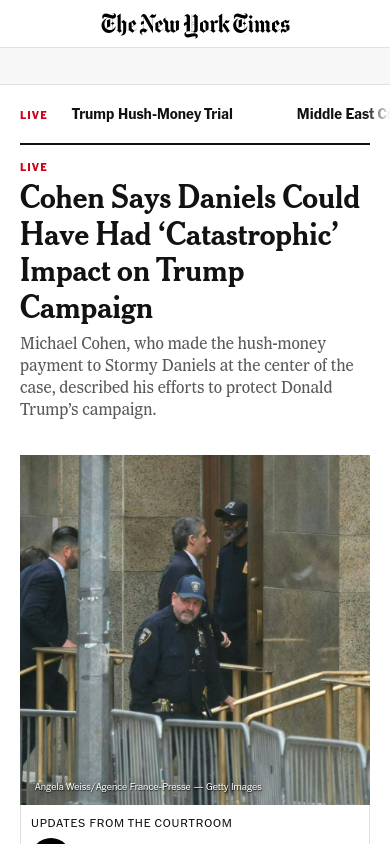 The New York Times
LIVE Trump Hush-Money Trial Middle East C
LIVE
Cohen Says Daniels Could
Have Had ‘Catastrophic’
Impact on Trump
Campaign
Michael Cohen, who made the hush-money
payment to Stormy Daniels at the center of the
case, described his efforts to protect Donald
Trump’s campaign.
Angela Weiss/Agence France-Presse — Getty Images
UPDATES FROM THE COURTROOM